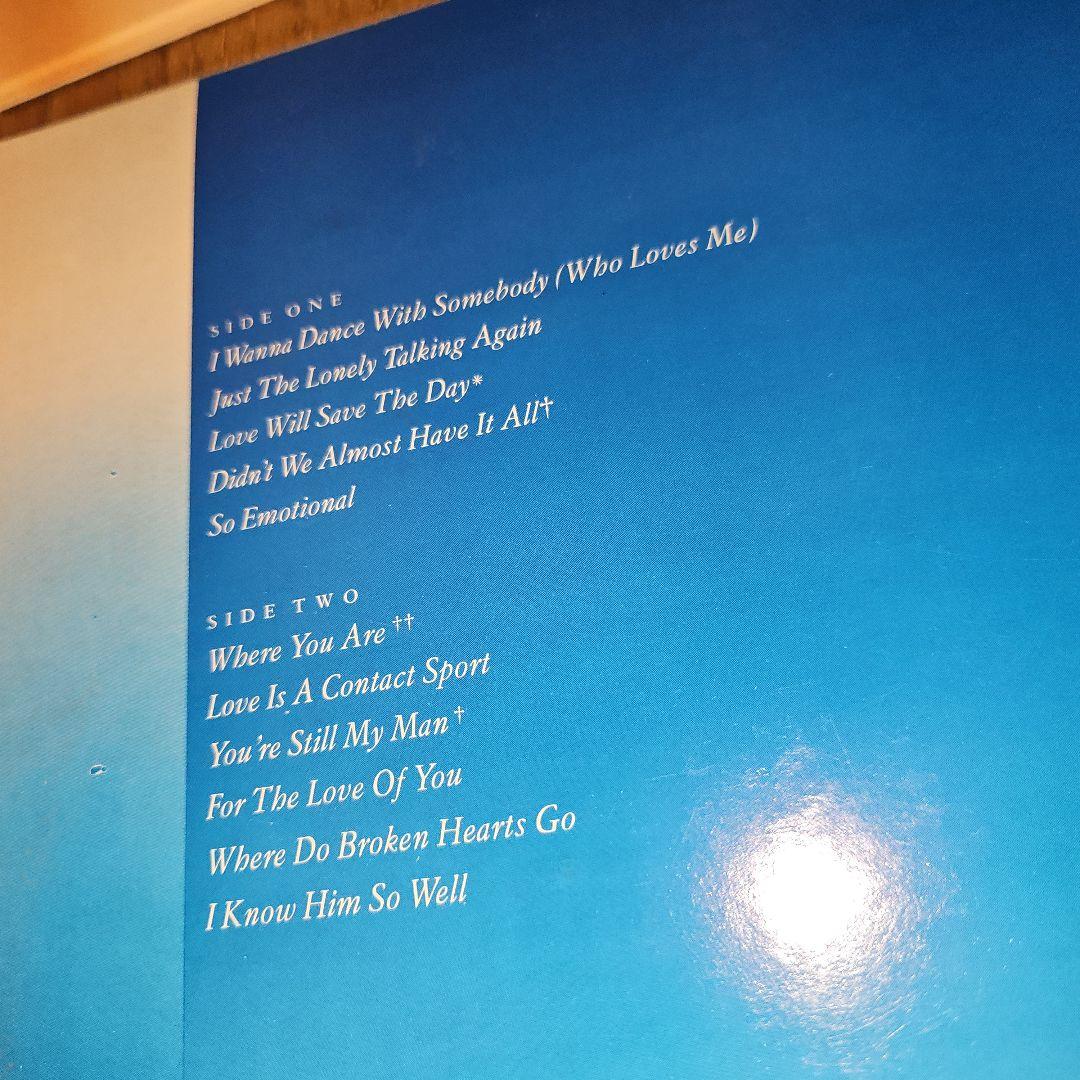 SIDE ONE
I Wanna Dance With Somebody (Who Loves Me)
Just The Lonely Talking Again
Love Will Save The Day*
Didn't We Almost Have It All†
So Emotional
SIDE TWO
Where You Are ††
Love Is A Contact Sport
You're Still My Man †
For The Love Of You
Where Do Broken Hearts Go
I Know Him So Well